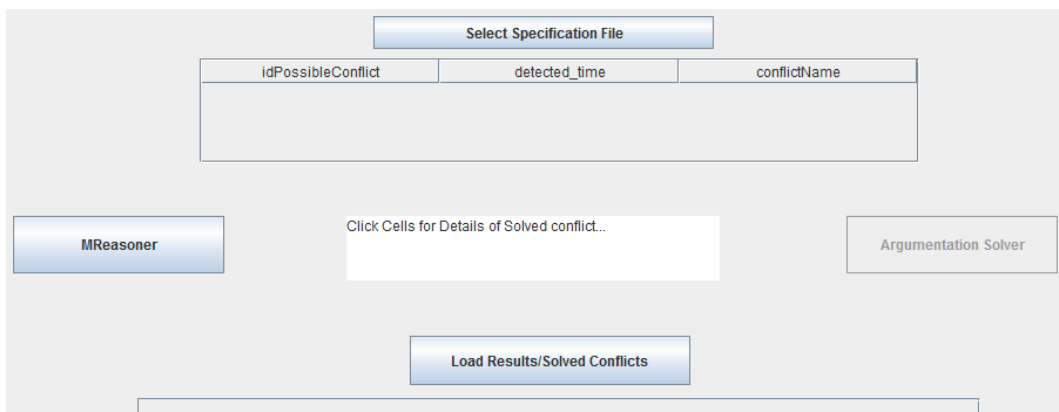 Select Specification File
idPossibleConflict detected_time conflictName
Click Cells for Details of Solved conflict...
MReasoner
Argumentation Solver
Load Results/Solved Conflicts